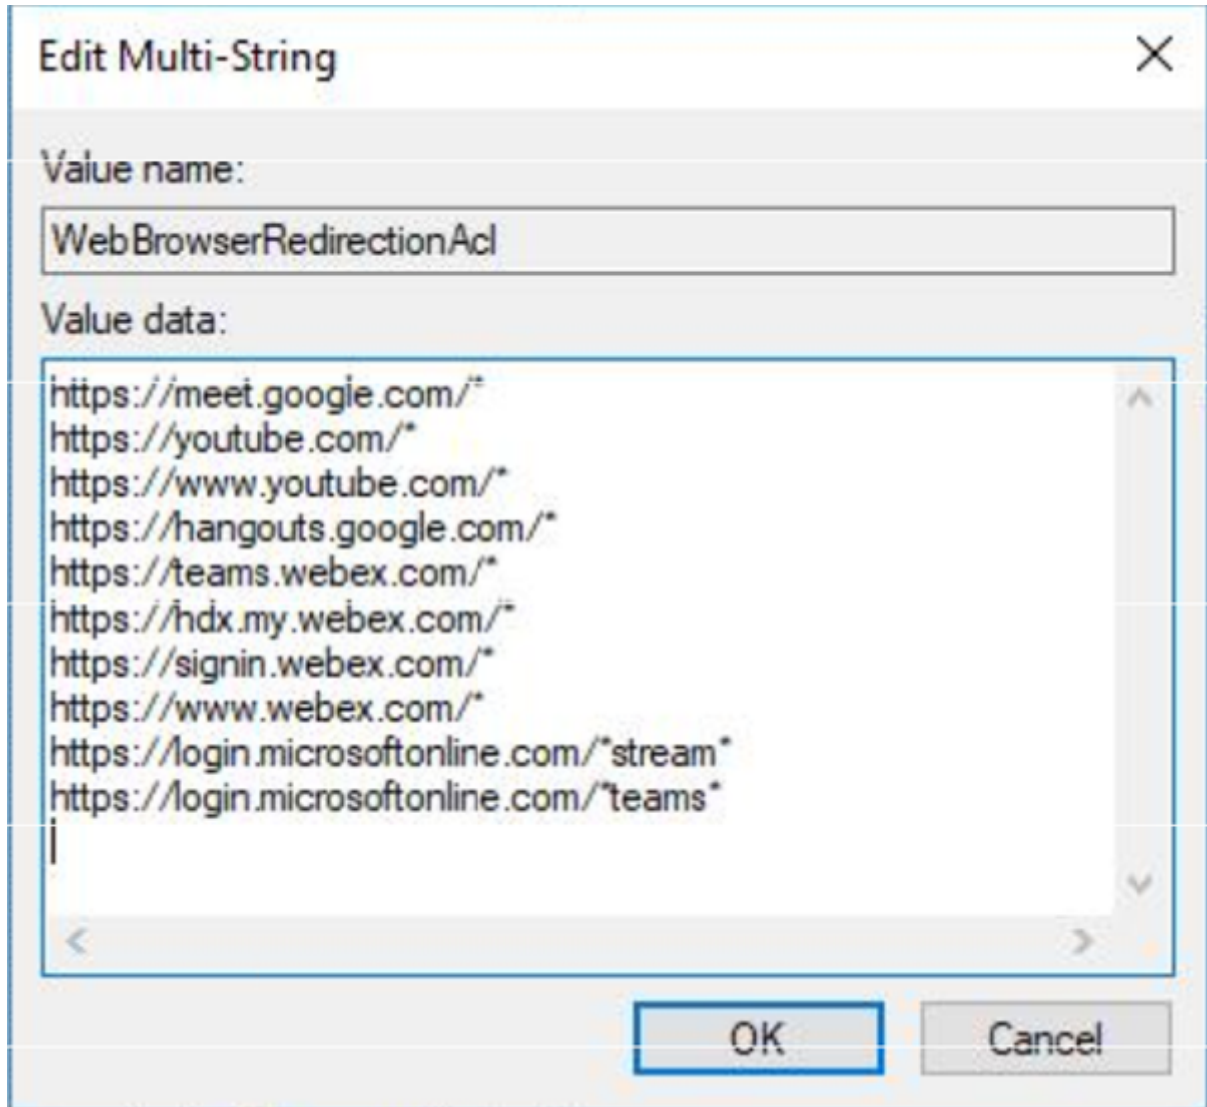 Edit Multi-String
Value name:
WebBrowserRedirectionAcl
Value data:
https://meet.google.com/*
https://youtube.com/*
https://www.youtube.com/*
https://hangouts.google.com/*
https://teams.webex.com/*
https://hdx.my.webex.com/*
https://signin.webex.com/*
https://www.webex.com/*
https://login.microsoftonline.com/*stream*
https://login.microsoftonline.com/*teams*
OK
Cancel